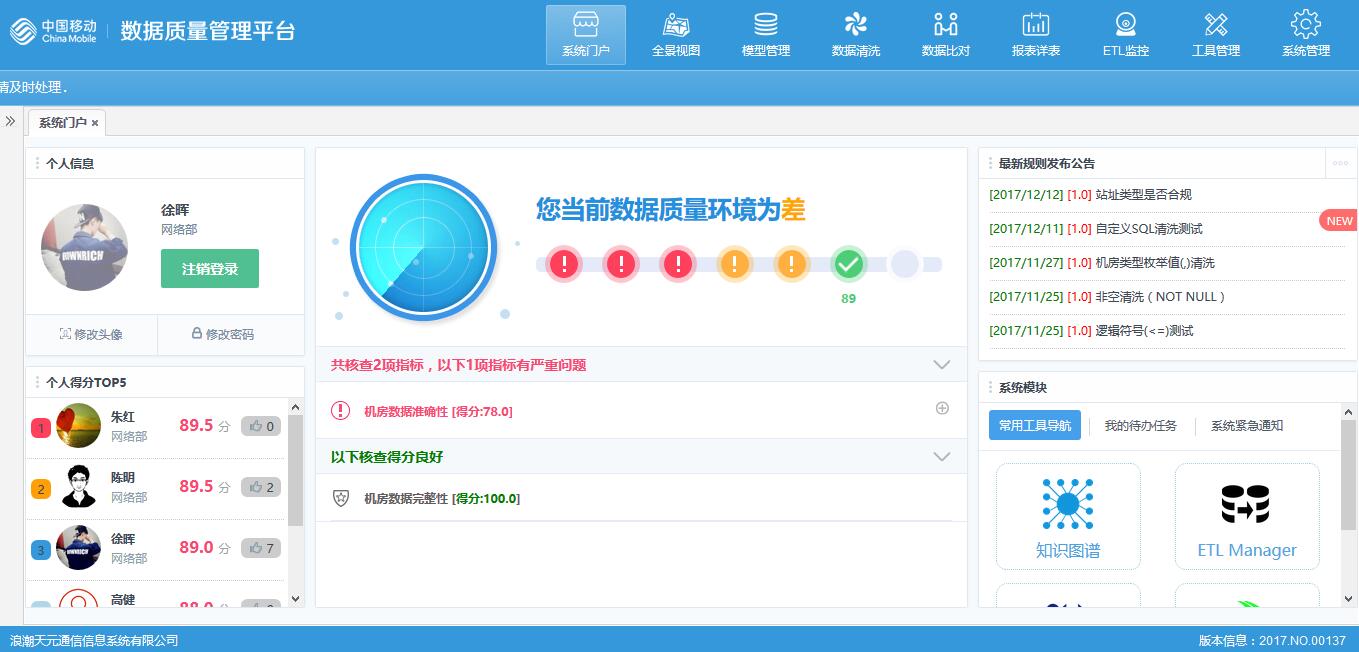 中国移动
China Mobile
数据质量管理平台
系统门户
全景视图
模型管理
数据清洗
数据比对
报表详表
ETL监控
工具管理
系统管理
请及时处理.
系统门户 ×
个人信息
徐晖
网络部
注销登录
修改头像
修改密码
个人得分TOP5
1
朱红
网络部
89.5 分
0
2
陈明
网络部
89.5 分
2
3
徐晖
网络部
89.0 分
7
高健
88.0 分
您当前数据质量环境为差
89
共核查2项指标，以下1项指标有严重问题
机房数据准确性 [得分:78.0]
以下核查得分良好
机房数据完整性 [得分:100.0]
最新规则发布公告
[2017/12/12] [1.0] 站址类型是否合规
NEW
[2017/12/11] [1.0] 自定义SQL清洗测试
[2017/11/27] [1.0] 机房类型枚举值(,)清洗
[2017/11/25] [1.0] 非空清洗（NOT NULL）
[2017/11/25] [1.0] 逻辑符号(<=)测试
系统模块
常用工具导航
我的待办任务
系统紧急通知
知识图谱
ETL Manager
浪潮天元通信信息系统有限公司
版本信息：2017.NO.00137